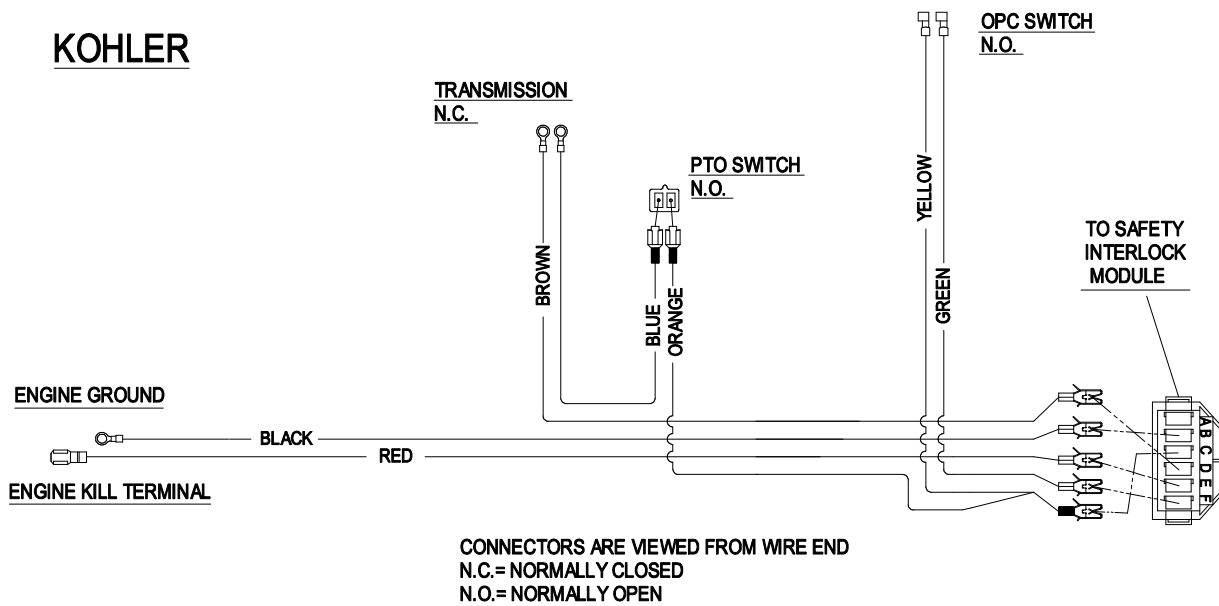 KOHLER
OPC SWITCH
N.O.
TRANSMISSION
N.C.
PTO SWITCH
N.O.
YELLOW
GREEN
BROWN
BLUE
ORANGE
TO SAFETY
INTERLOCK
MODULE
ENGINE GROUND
BLACK
RED
ENGINE KILL TERMINAL
A
B
C
D
E
F
CONNECTORS ARE VIEWED FROM WIRE END
N.C.= NORMALLY CLOSED
N.O.= NORMALLY OPEN